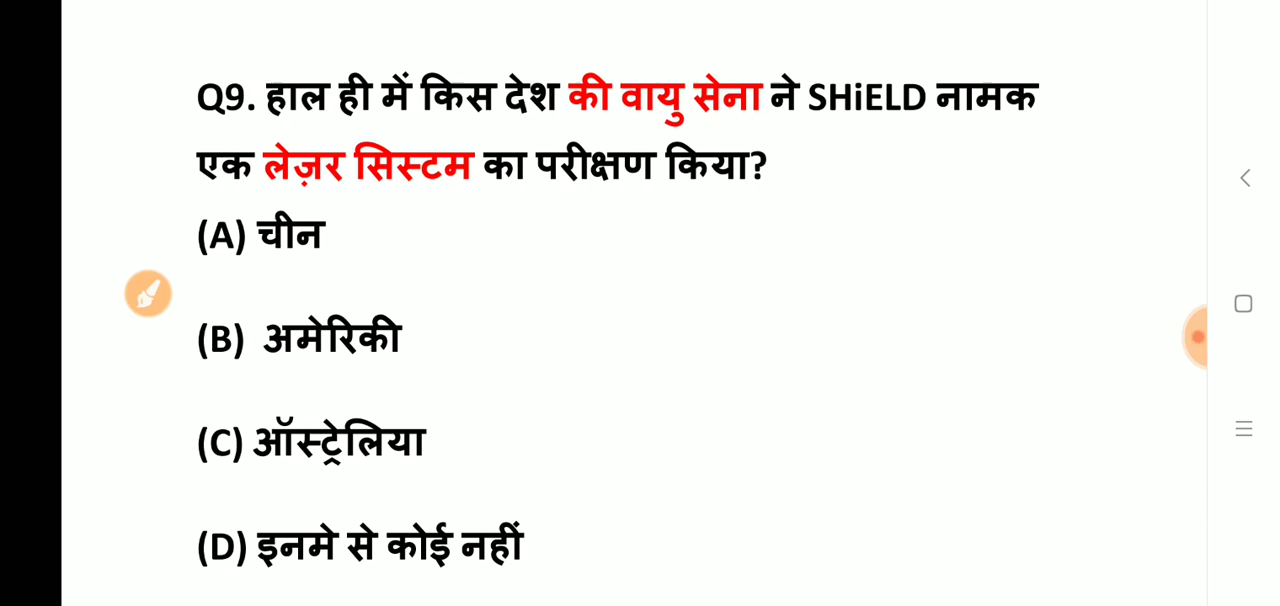 Q9. हाल ही में किस देश की वायु सेना ने SHiELD नामक
एक लेज़र सिस्टम का परीक्षण किया?
(A) चीन
(B) अमेरिकी
(C) ऑस्ट्रेलिया
(D) इनमे से कोई नहीं